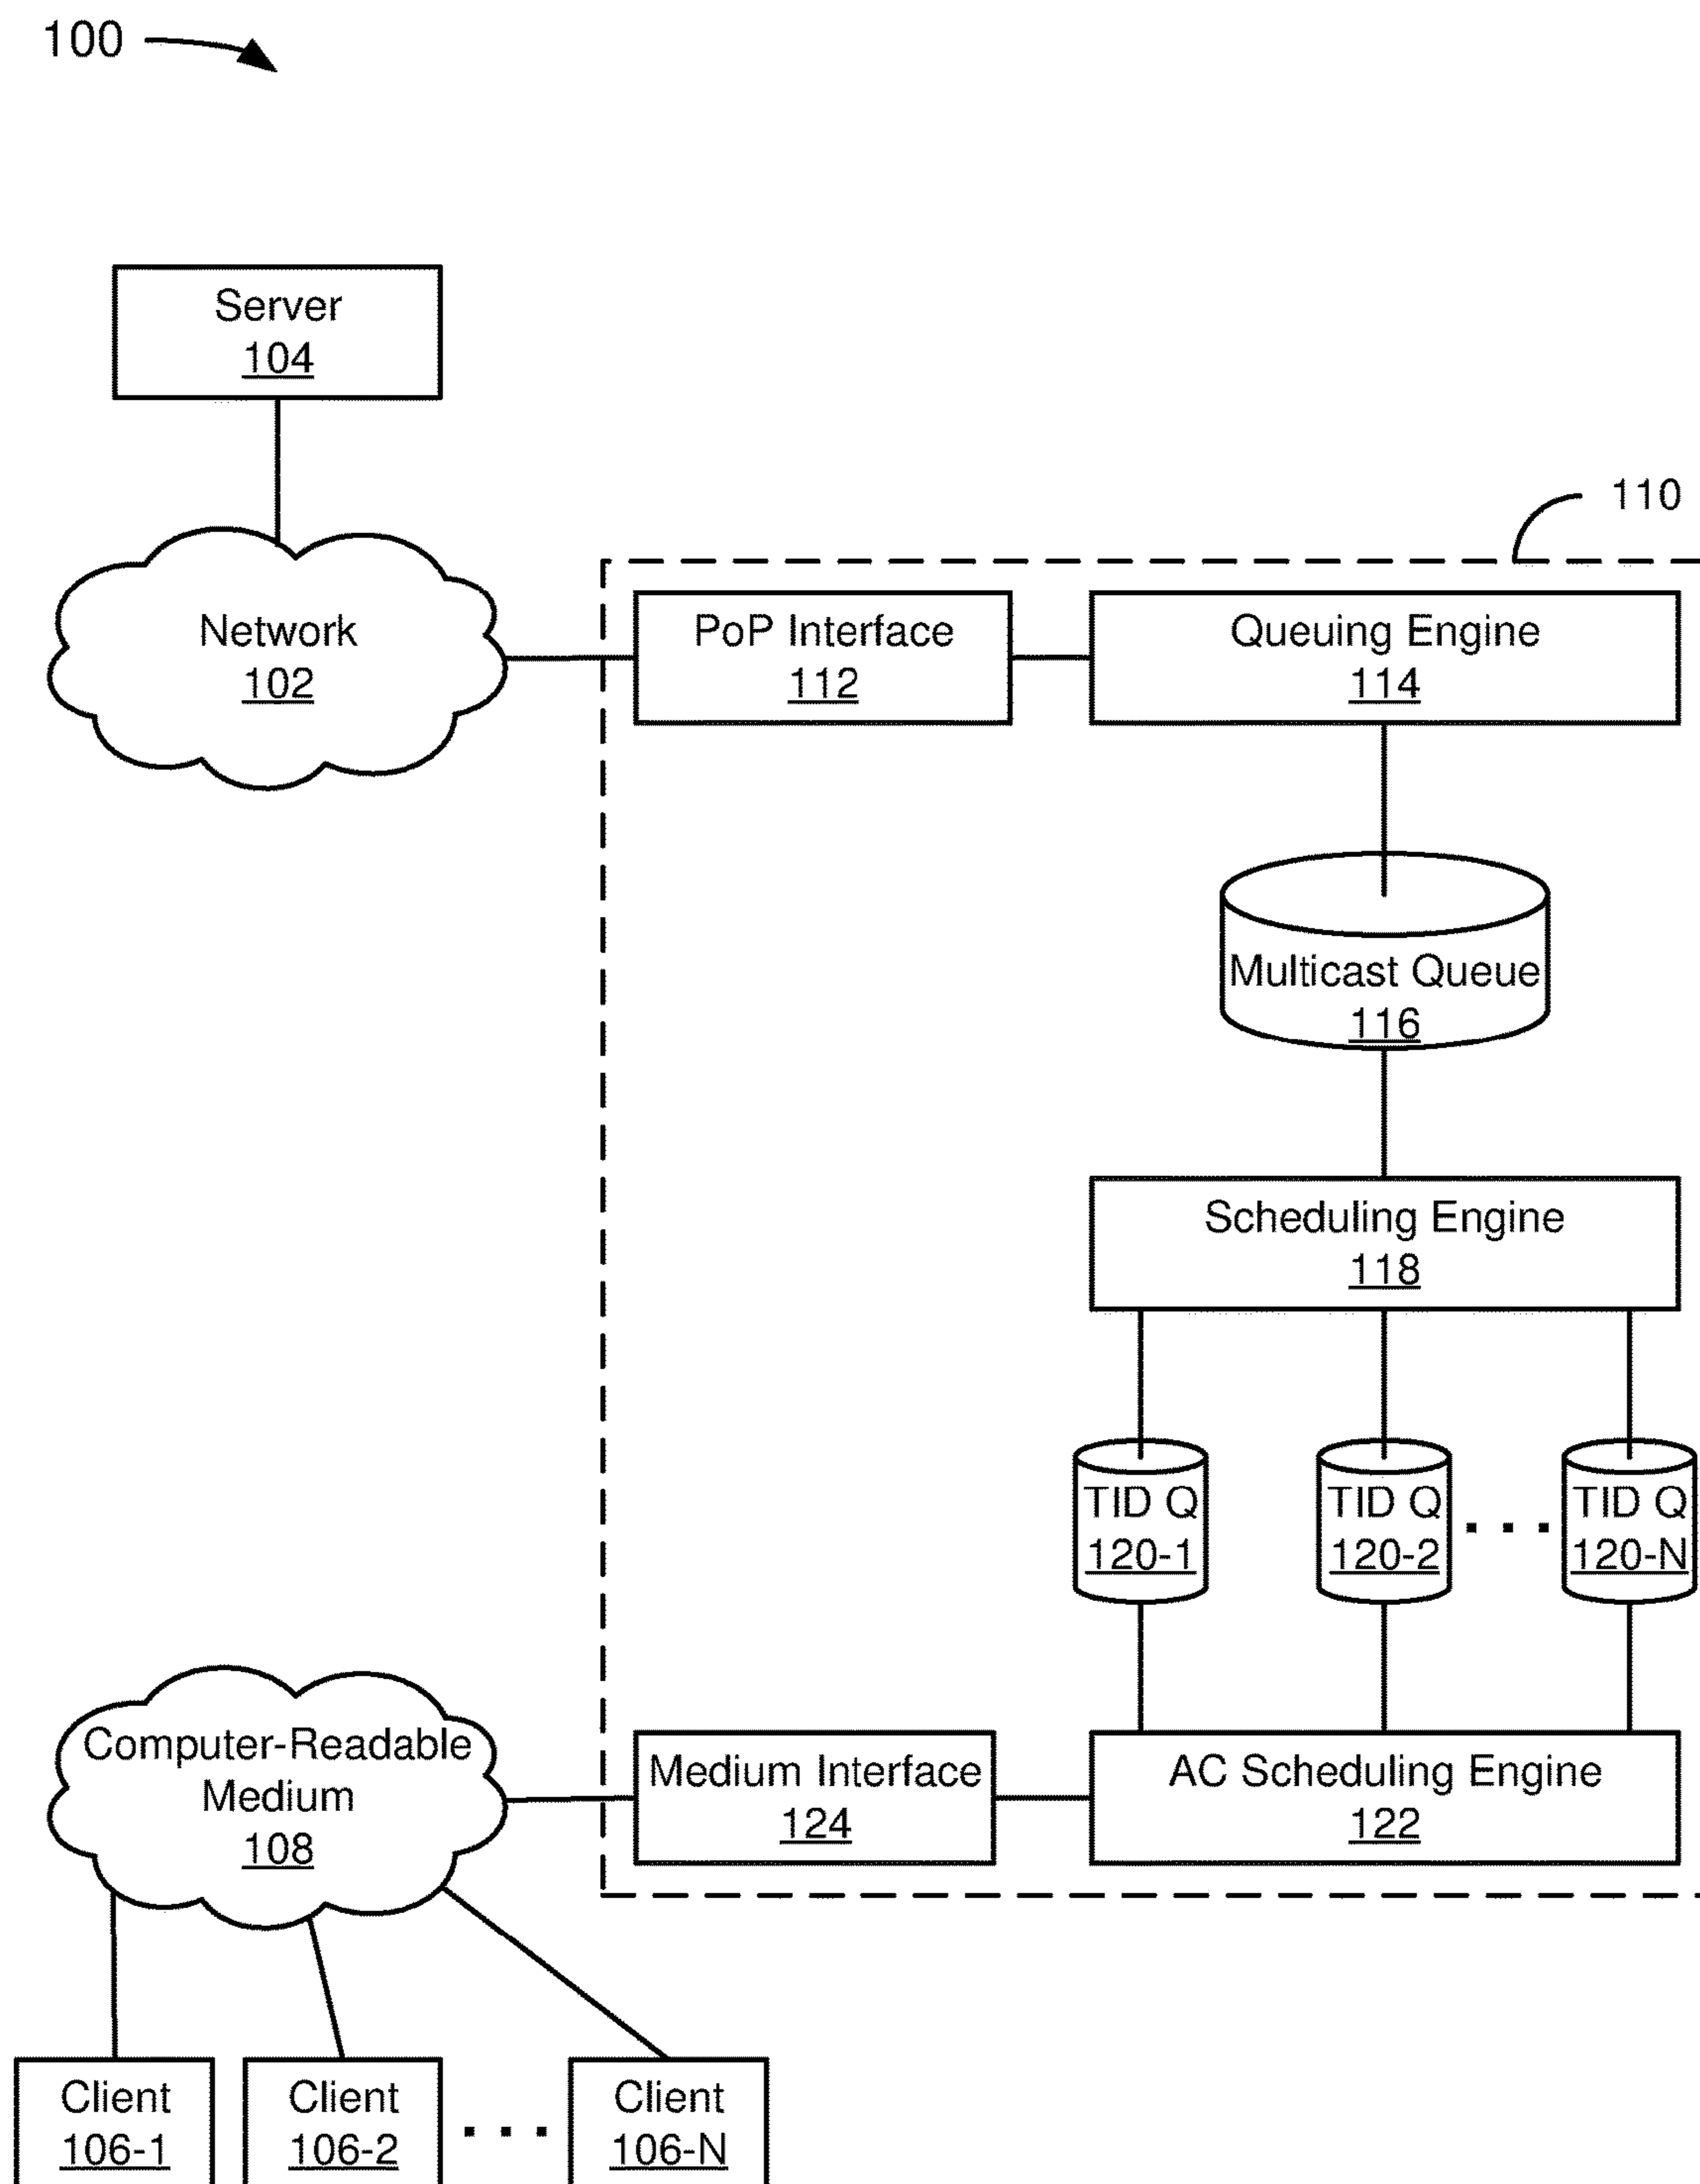 100
Server
104
110
Network
102
PoP Interface
112
Queuing Engine
114
Multicast Queue
116
Scheduling Engine
118
TID Q
120-1
TID Q
120-2
TID Q
120-N
Computer-Readable
Medium
108
Medium Interface
124
AC Scheduling Engine
122
Client
106-1
Client
106-2
Client
106-N